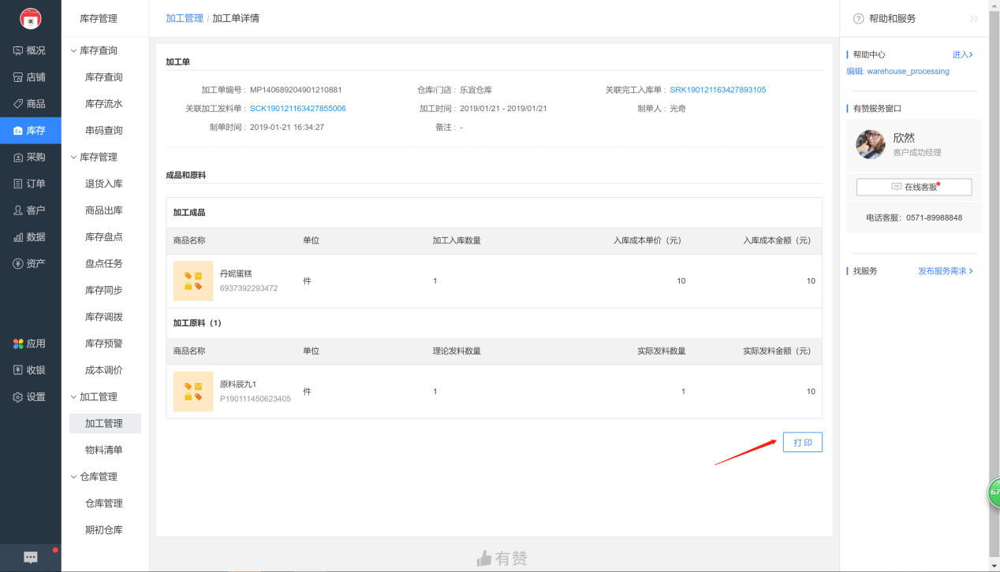 库存管理
加工管理 / 加工单详情
帮助和服务
概况
店铺
商品
库存
采购
订单
客户
数据
资产
应用
收银
设置
库存查询
库存查询
库存流水
串码查询
库存管理
退货入库
商品出库
库存盘点
盘点任务
库存同步
库存调拨
库存预警
成本调价
加工管理
加工管理
物料清单
仓库管理
仓库管理
期初仓库
加工单
加工单编号 : MP140689204901210881 仓库/门店 : 乐宜仓库 关联完工入库单 : SRK190121163427893105
关联加工发料单 : SCK190121163427855006 加工时间 : 2019/01/21 - 2019/01/21 制单人 : 光奇
制单时间 : 2019-01-21 16:34:27 备注 : -
成品和原料
加工成品
商品名称 单位 加工入库数量 入库成本单价（元） 入库成本金额（元）
丹妮蛋糕
6937392293472 件 1 10 10
加工原料（1）
商品名称 单位 理论发料数量 实际发料数量 实际发料金额（元）
原料辰九1
P190111450623405 件 1 1 10
打 印
有赞
帮助中心 进入
编辑: warehouse_processing
有赞服务窗口
欣然
客户成功经理
在线客服
电话客服：0571-89988848
找服务 发布服务需求
67